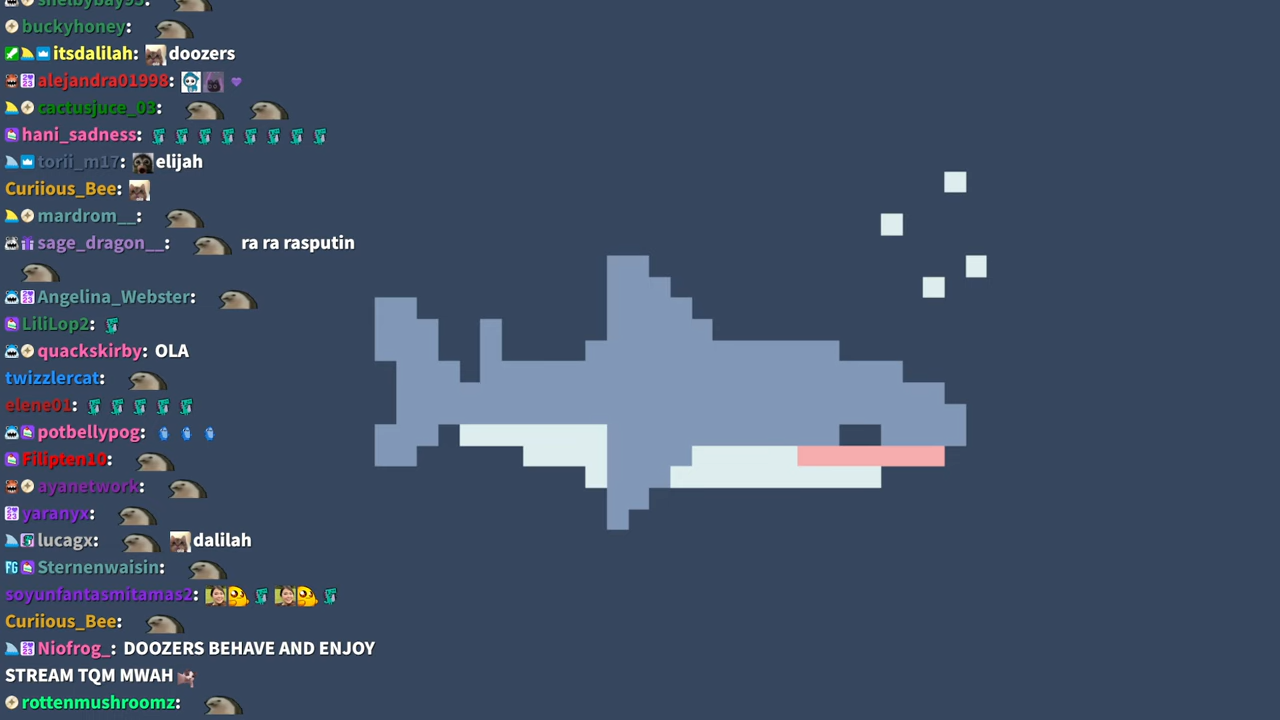 shelbybay95:
buckyhoney:
itsdalilah: doozers
alejandra01998:
cactusjuce_03:
hani_sadness:
torii_m17: elijah
Curiious_Bee:
mardrom__:
sage_dragon__: ra ra rasputin
Angelina_Webster:
LiliLop2:
quackskirby: OLA
twizzlercat:
elene01:
potbellypog:
Filipten10:
ayanetwork:
yaranyx:
lucagx: dalilah
Sternenwaisin:
soyunfantasmitamas2:
Curiious_Bee:
Niofrog_: DOOZERS BEHAVE AND ENJOY
STREAM TQM MWAH
rottenmushroomz: